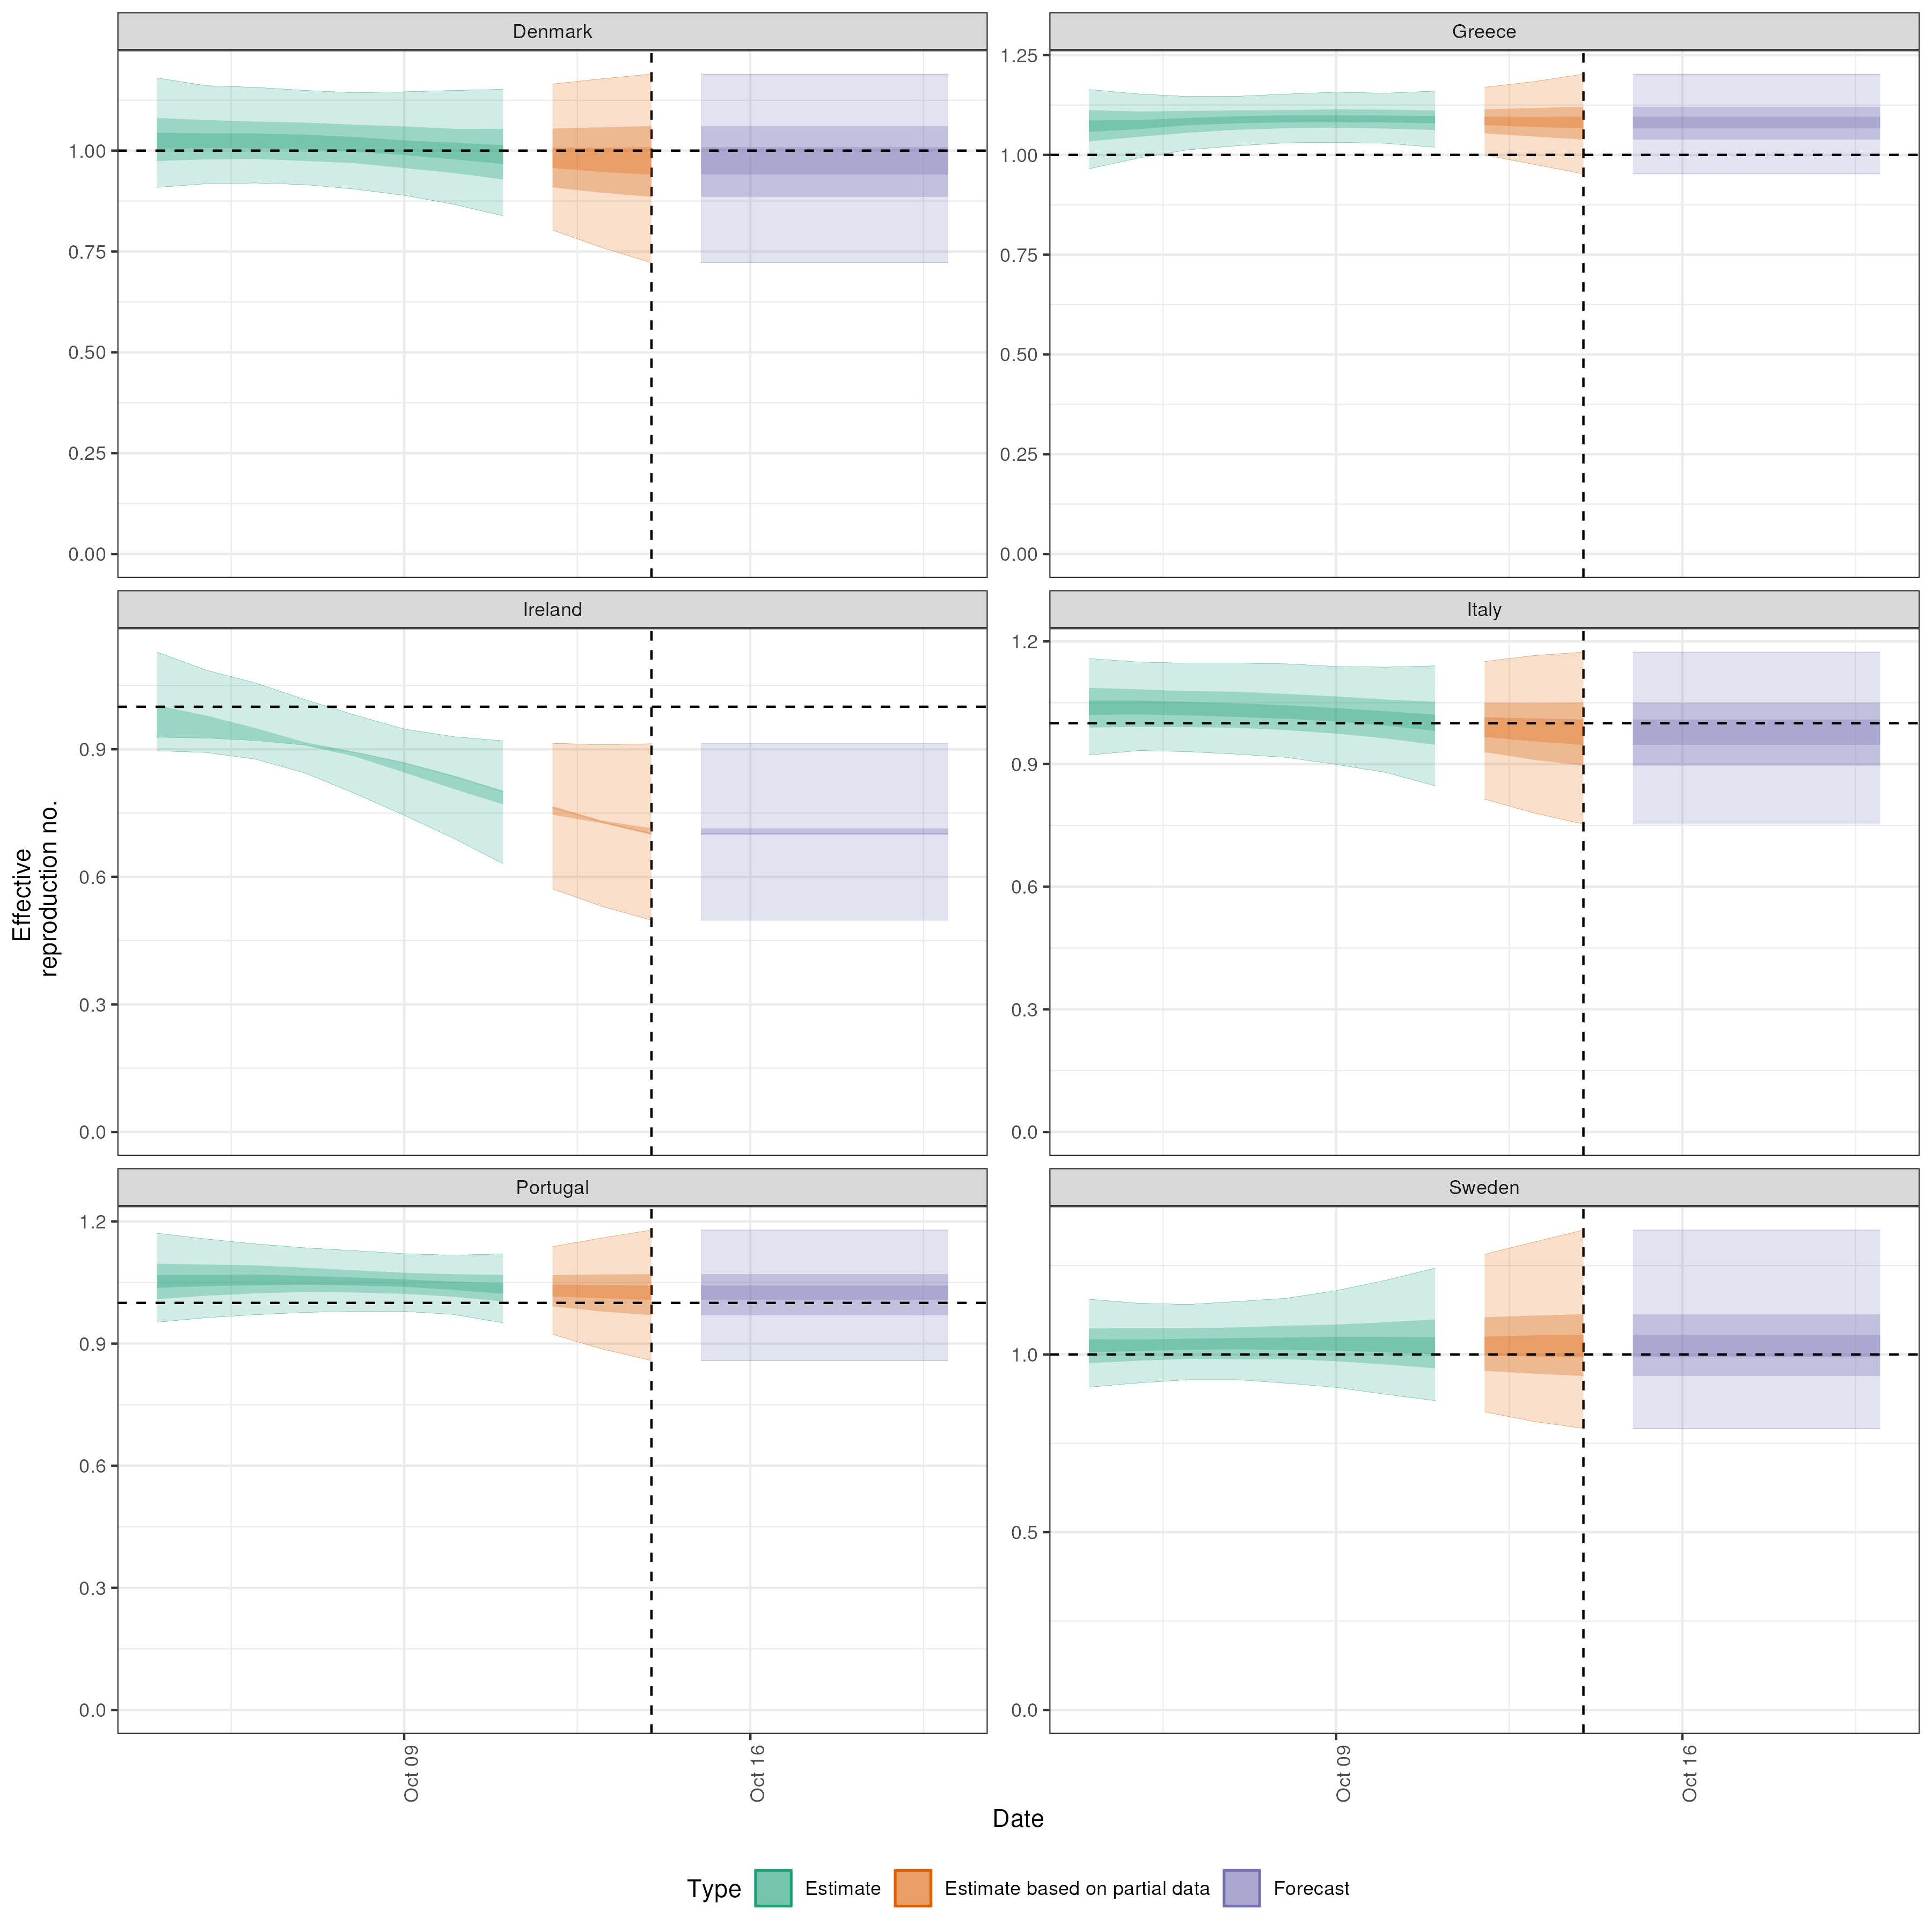 Denmark
Greece
1.00
0.75
0.50
0.25
0.00
1.25
1.00
0.75
0.50
0.25
0.00
Ireland
Italy
0.9
0.6
0.3
0.0
1.2
0.9
0.6
0.3
0.0
Portugal
Sweden
1.2
0.9
0.6
0.3
0.0
1.0
0.5
0.0
Effective
reproduction no.
Oct 09
Oct 16
Oct 09
Oct 16
Date
Type
Estimate
Estimate based on partial data
Forecast